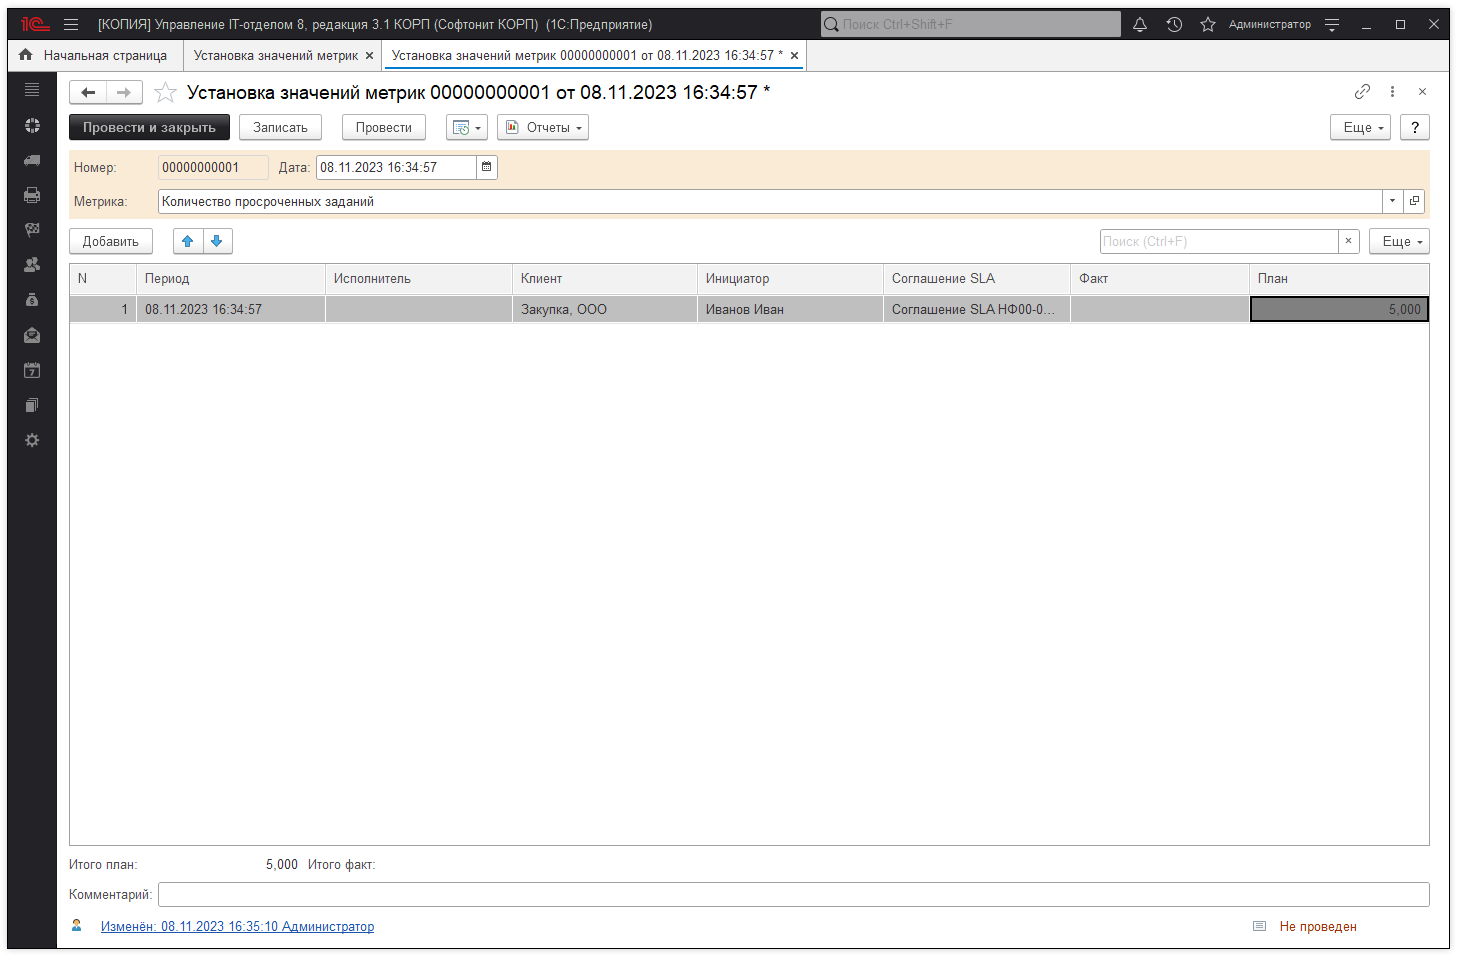 [КОПИЯ] Управление IT-отделом 8, редакция 3.1 КОРП (Софтонит КОРП) (1С:Предприятие)
Поиск Ctrl+Shift+F
Администратор
Начальная страница
Установка значений метрик
Установка значений метрик 00000000001 от 08.11.2023 16:34:57 *
Установка значений метрик 00000000001 от 08.11.2023 16:34:57 *
Провести и закрыть Записать Провести Отчеты Еще ?
Номер: 00000000001 Дата: 08.11.2023 16:34:57
Метрика: Количество просроченных заданий
Добавить Поиск (Ctrl+F) Еще
N Период Исполнитель Клиент Инициатор Соглашение SLA Факт План
1 08.11.2023 16:34:57 Закупка, ООО Иванов Иван Соглашение SLA НФ00-0... 5,000
Итого план: 5,000 Итого факт:
Комментарий:
Изменён: 08.11.2023 16:35:10 Администратор
Не проведен